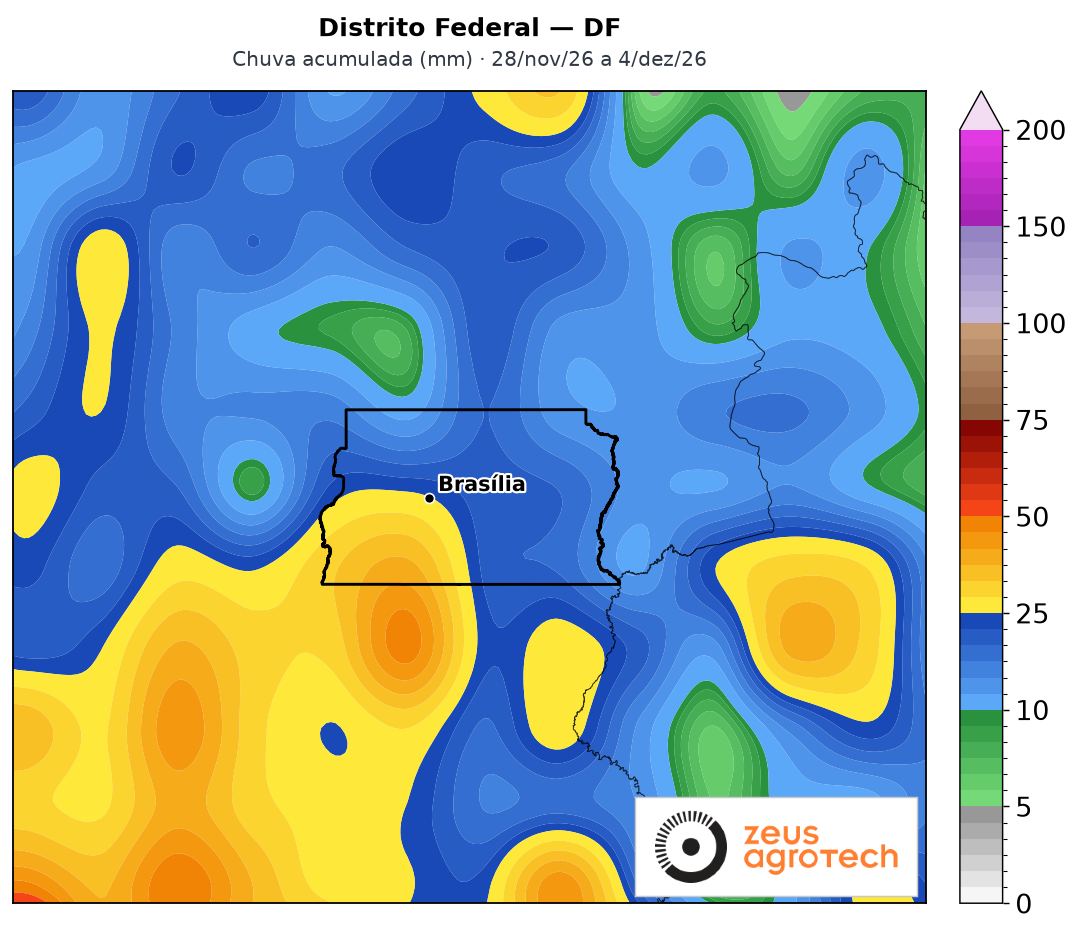 Distrito Federal — DF
Chuva acumulada (mm) · 28/nov/26 a 4/dez/26
200
150
100
75
50
25
10
5
0
Brasília
zeus
agrotech